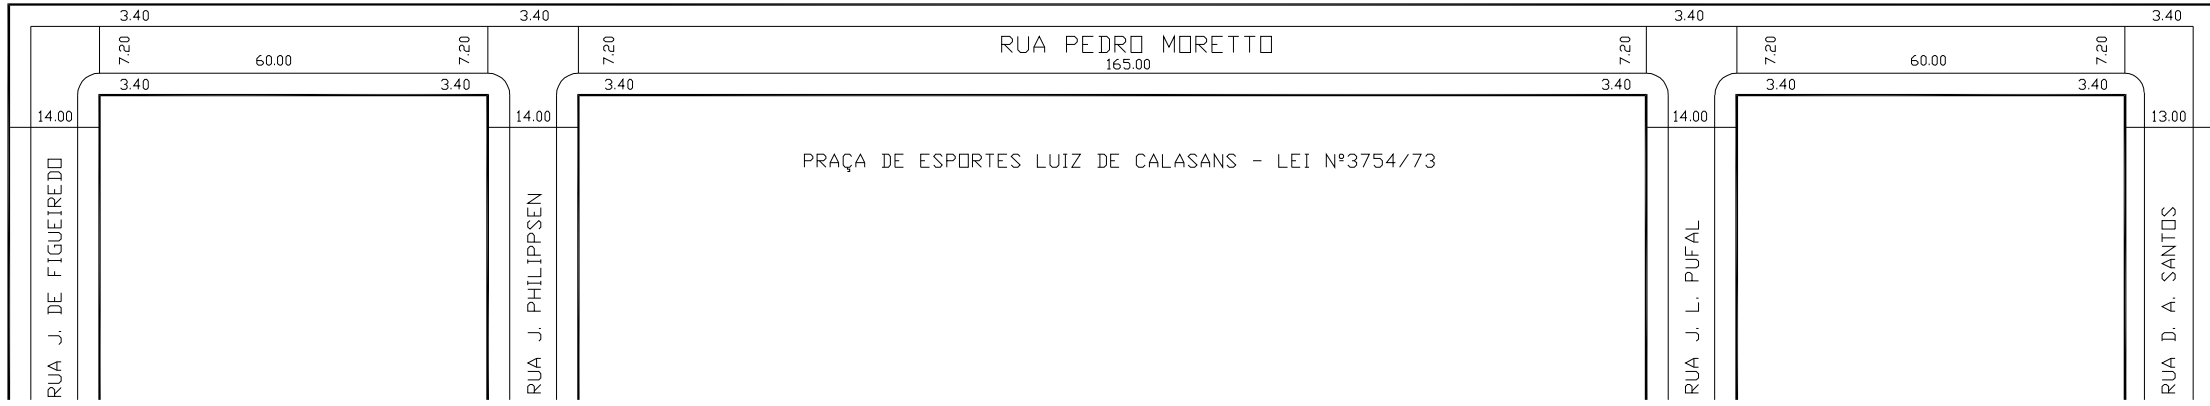 3.40 3.40 3.40 3.40
7.20 7.20 7.20 RUA PEDRO MORETTO 7.20 7.20 7.20
60.00 165.00 60.00
3.40 3.40 3.40 3.40 3.40 3.40
14.00 14.00 14.00 13.00
PRAÇA DE ESPORTES LUIZ DE CALASANS - LEI Nº3754/73
RUA J. DE FIGUEIREDO
RUA J. PHILIPPSEN
RUA J. L. PUFAL
RUA D. A. SANTOS